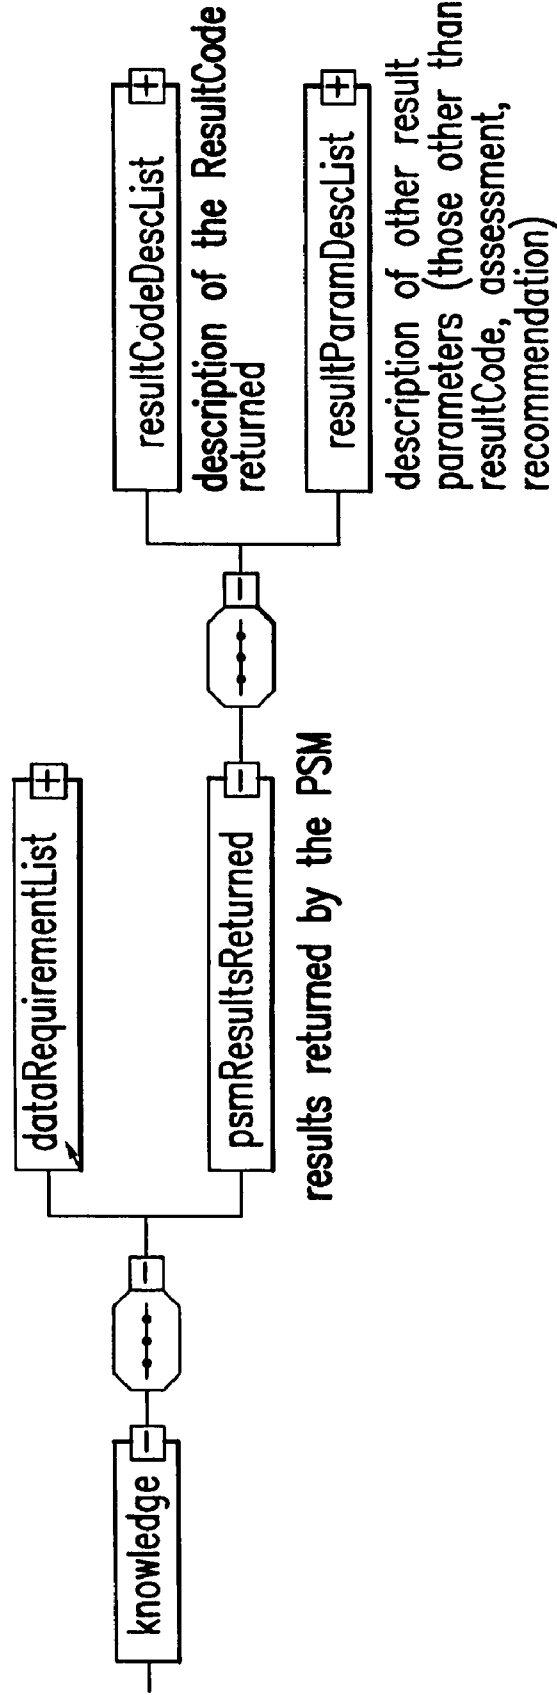 knowledge
dataRequirementList
psmResultsReturned
results returned by the PSM
resultCodeDescList
description of the ResultCode
returned
resultParamDescList
description of other result
parameters (those other than
resultCode, assessment,
recommendation)